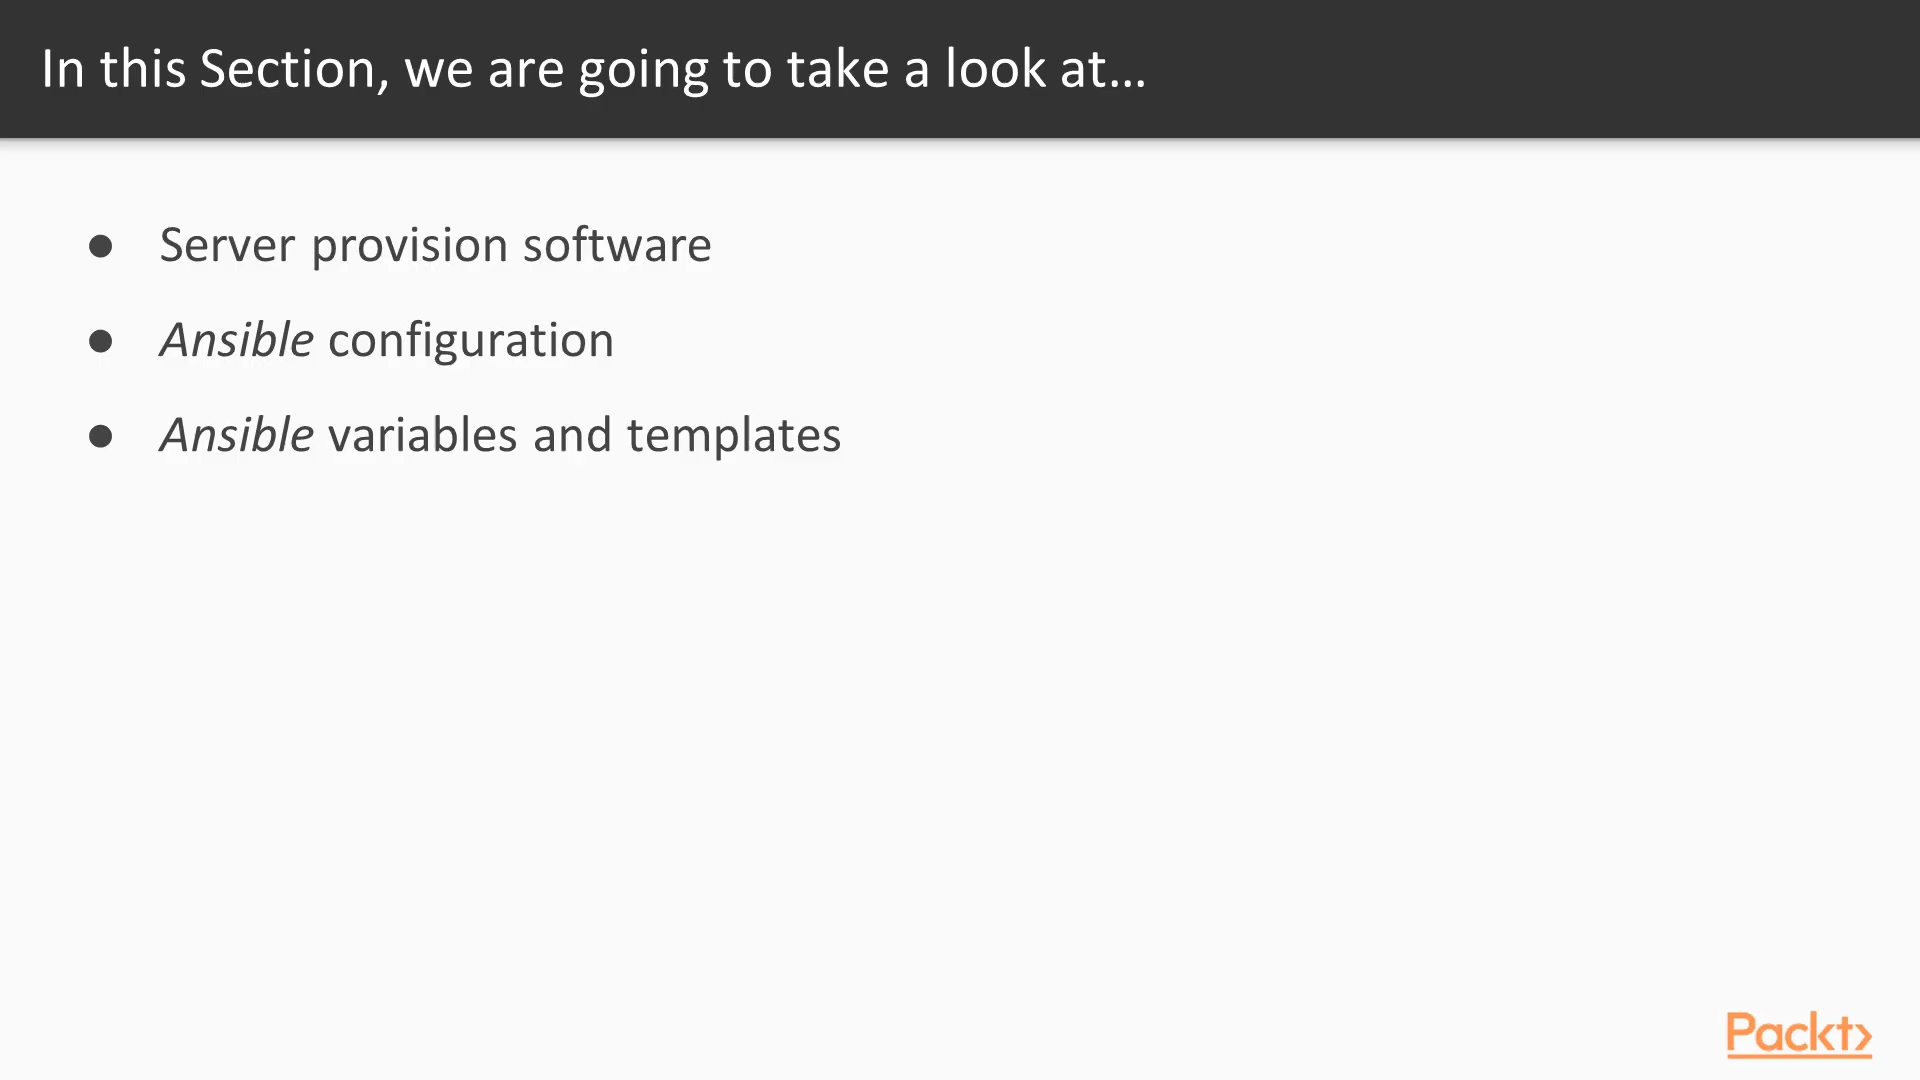 In this Section, we are going to take a look at...
● Server provision software
● Ansible configuration
● Ansible variables and templates
Packt>